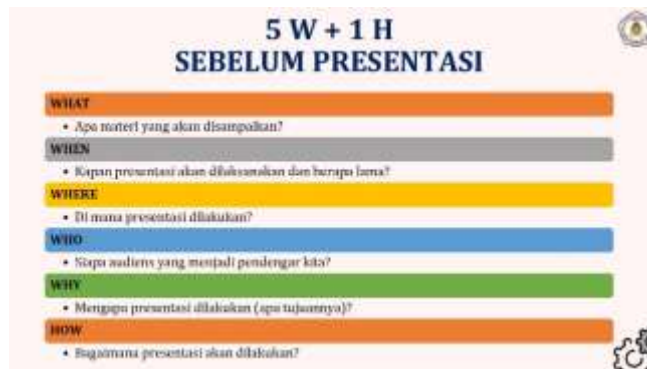 5 W + 1 H
SEBELUM PRESENTASI
WHAT
• Apa materi yang akan disampaikan?
WHEN
• Kapan presentasi akan dilaksanakan dan berapa lama?
WHERE
• Di mana presentasi dilakukan?
WHO
• Siapa audiens yang menjadi pendengar kita?
WHY
• Mengapa presentasi dilakukan (apa tujuannya)?
HOW
• Bagaimana presentasi akan dilakukan?